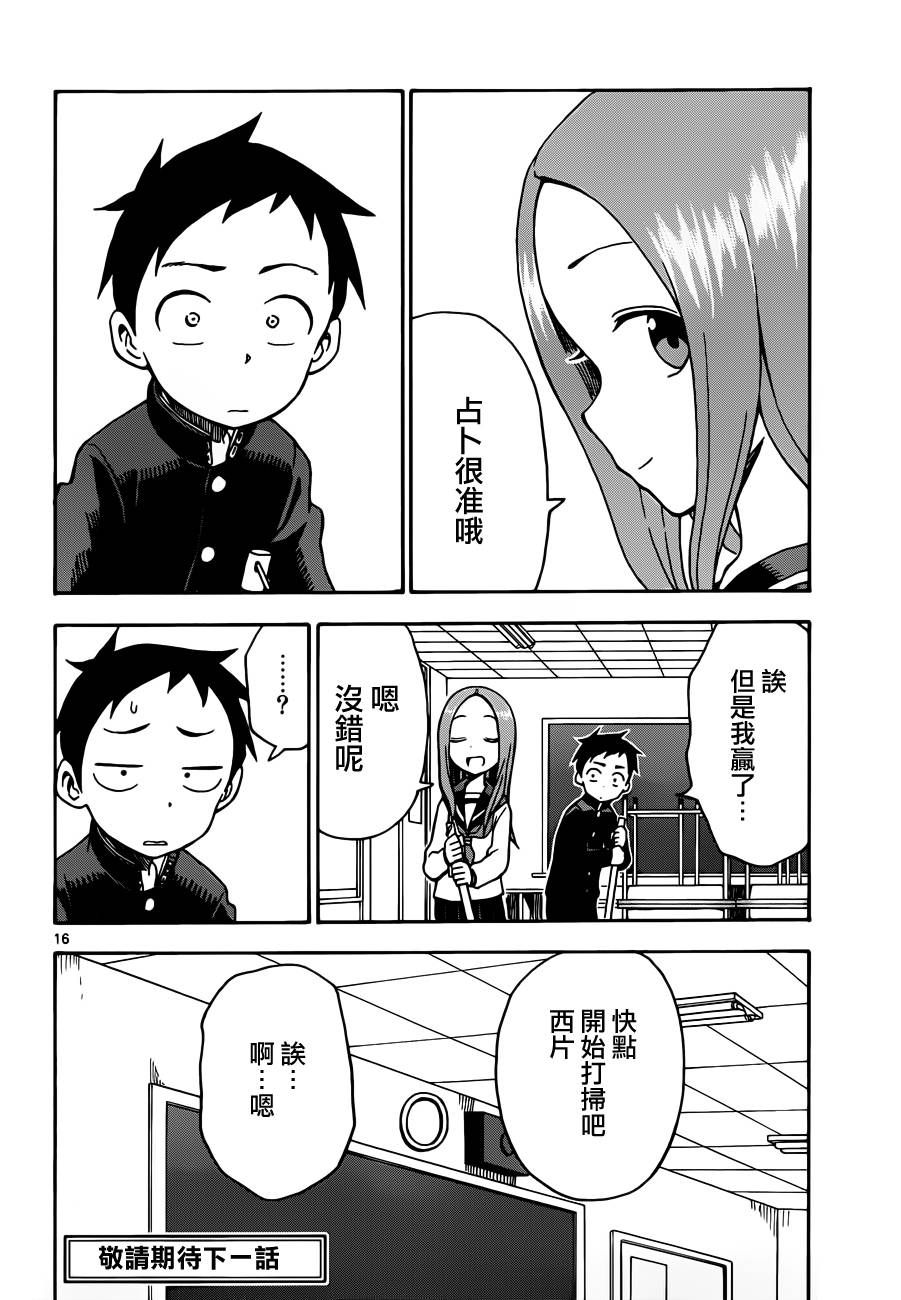 占卜很准哦
誒
但是我贏了…
嗯
沒錯呢
……?
16
快點
開始打掃吧
西片
誒…
啊…嗯
敬請期待下一話